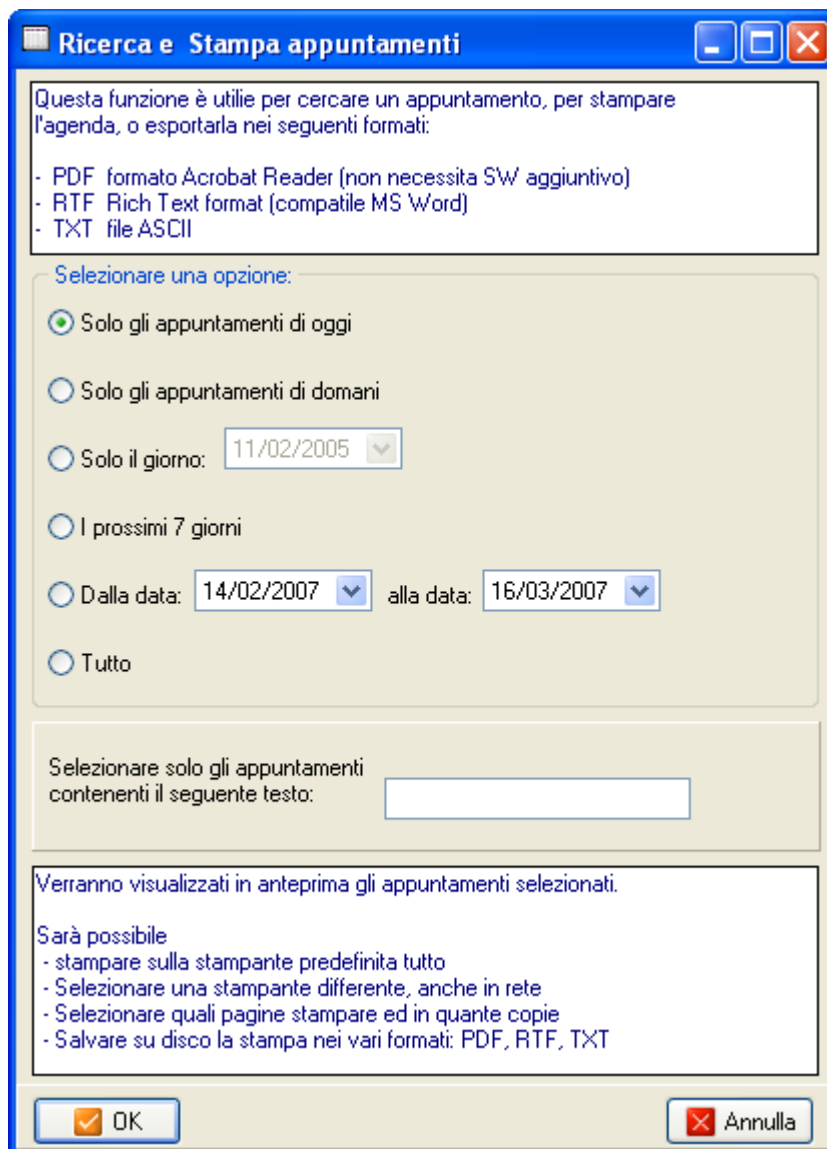 Ricerca e  Stampa appuntamenti
Questa funzione è utilie per cercare un appuntamento, per stampare
l'agenda, o esportarla nei seguenti formati:
-  PDF  formato Acrobat Reader (non necessita SW aggiuntivo)
-  RTF  Rich Text format (compatile MS Word)
-  TXT  file ASCII
Selezionare una opzione:
Solo gli appuntamenti di oggi
Solo gli appuntamenti di domani
Solo il giorno: 11/02/2005
I prossimi 7 giorni
Dalla data: 14/02/2007 alla data: 16/03/2007
Tutto
Selezionare solo gli appuntamenti
contenenti il seguente testo:
Verranno visualizzati in anteprima gli appuntamenti selezionati.
Sarà possibile
- stampare sulla stampante predefinita tutto
- Selezionare una stampante differente, anche in rete
- Selezionare quali pagine stampare ed in quante copie
- Salvare su disco la stampa nei vari formati: PDF, RTF, TXT
OK Annulla